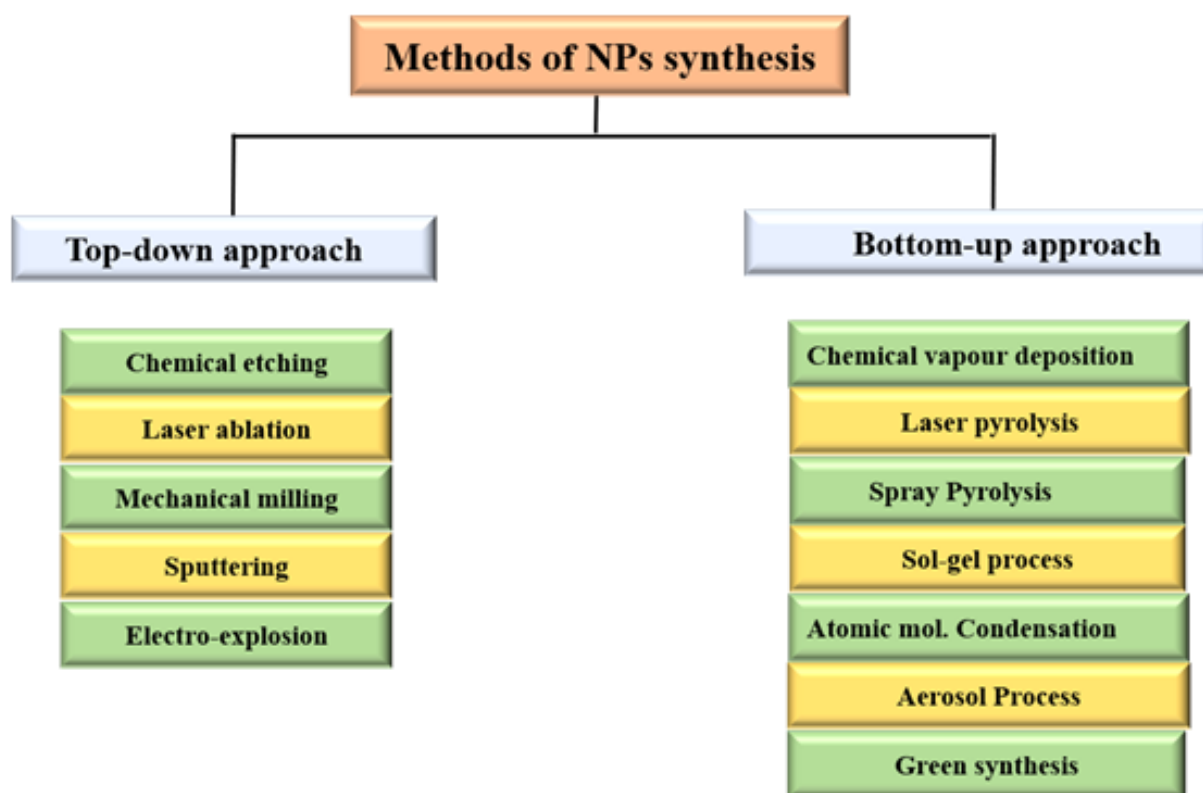 Methods of NPs synthesis
Top-down approach
Chemical etching
Laser ablation
Mechanical milling
Sputtering
Electro-explosion
Bottom-up approach
Chemical vapour deposition
Laser pyrolysis
Spray Pyrolysis
Sol-gel process
Atomic mol. Condensation
Aerosol Process
Green synthesis